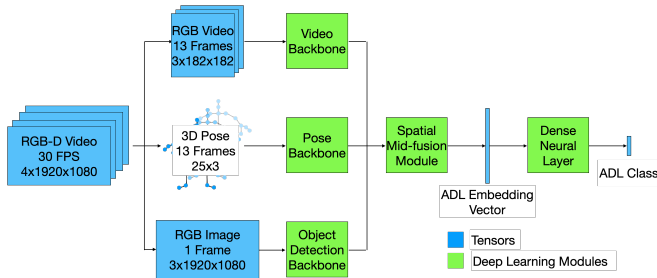 RGB-D Video
30 FPS
4x1920x1080
RGB Video
13 Frames
3x182x182
Video
Backbone
3D Pose
13 Frames
25x3
Pose
Backbone
RGB Image
1 Frame
3x1920x1080
Object
Detection
Backbone
Spatial
Mid-fusion
Module
ADL Embedding
Vector
Dense
Neural
Layer
ADL Class
Tensors
Deep Learning Modules